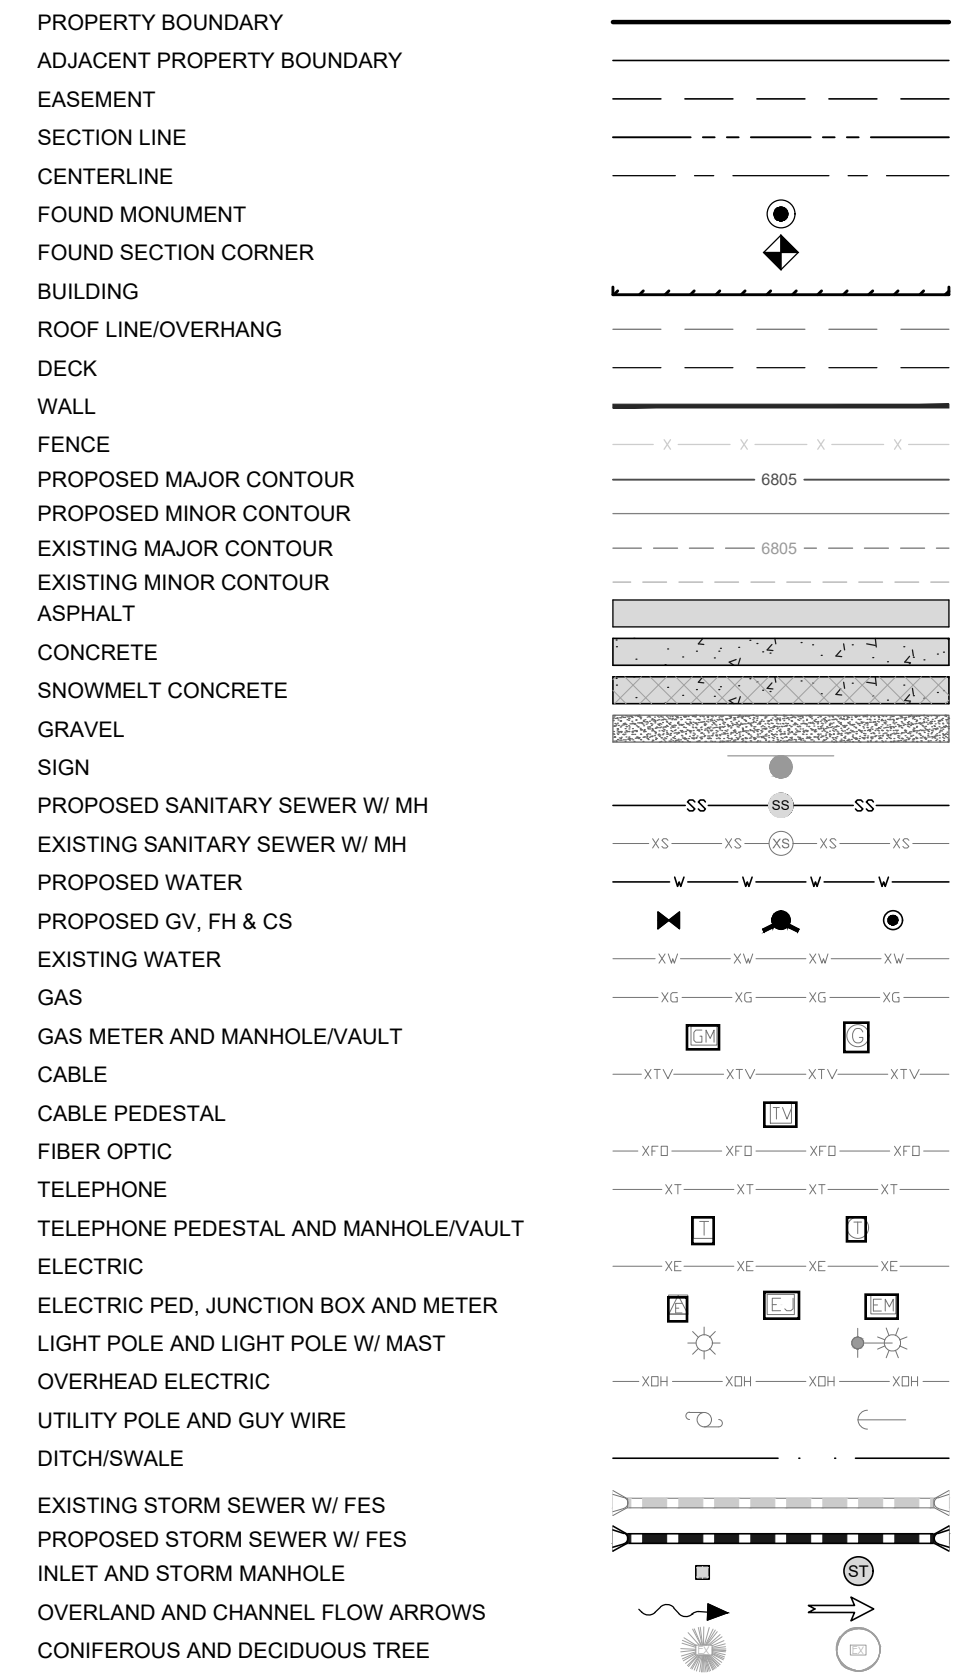 PROPERTY BOUNDARY
ADJACENT PROPERTY BOUNDARY
EASEMENT
SECTION LINE
CENTERLINE
FOUND MONUMENT
FOUND SECTION CORNER
BUILDING
ROOF LINE/OVERHANG
DECK
WALL
FENCE X X X X
PROPOSED MAJOR CONTOUR 6805
PROPOSED MINOR CONTOUR
EXISTING MAJOR CONTOUR 6805
EXISTING MINOR CONTOUR
ASPHALT
CONCRETE
SNOWMELT CONCRETE
GRAVEL
SIGN
PROPOSED SANITARY SEWER W/ MH SS SS SS
EXISTING SANITARY SEWER W/ MH XS XS XS XS XS
PROPOSED WATER W W W W
PROPOSED GV, FH & CS
EXISTING WATER XW XW XW XW
GAS XG XG XG XG
GAS METER AND MANHOLE/VAULT GM G
CABLE XTV XTV XTV XTV
CABLE PEDESTAL TV
FIBER OPTIC XFO XFO XFO XFO
TELEPHONE XT XT XT XT
TELEPHONE PEDESTAL AND MANHOLE/VAULT T T
ELECTRIC XE XE XE XE
ELECTRIC PED, JUNCTION BOX AND METER E EJ EM
LIGHT POLE AND LIGHT POLE W/ MAST
OVERHEAD ELECTRIC XOH XOH XOH XOH
UTILITY POLE AND GUY WIRE
DITCH/SWALE
EXISTING STORM SEWER W/ FES
PROPOSED STORM SEWER W/ FES
INLET AND STORM MANHOLE ST
OVERLAND AND CHANNEL FLOW ARROWS
CONIFEROUS AND DECIDUOUS TREE EX EX